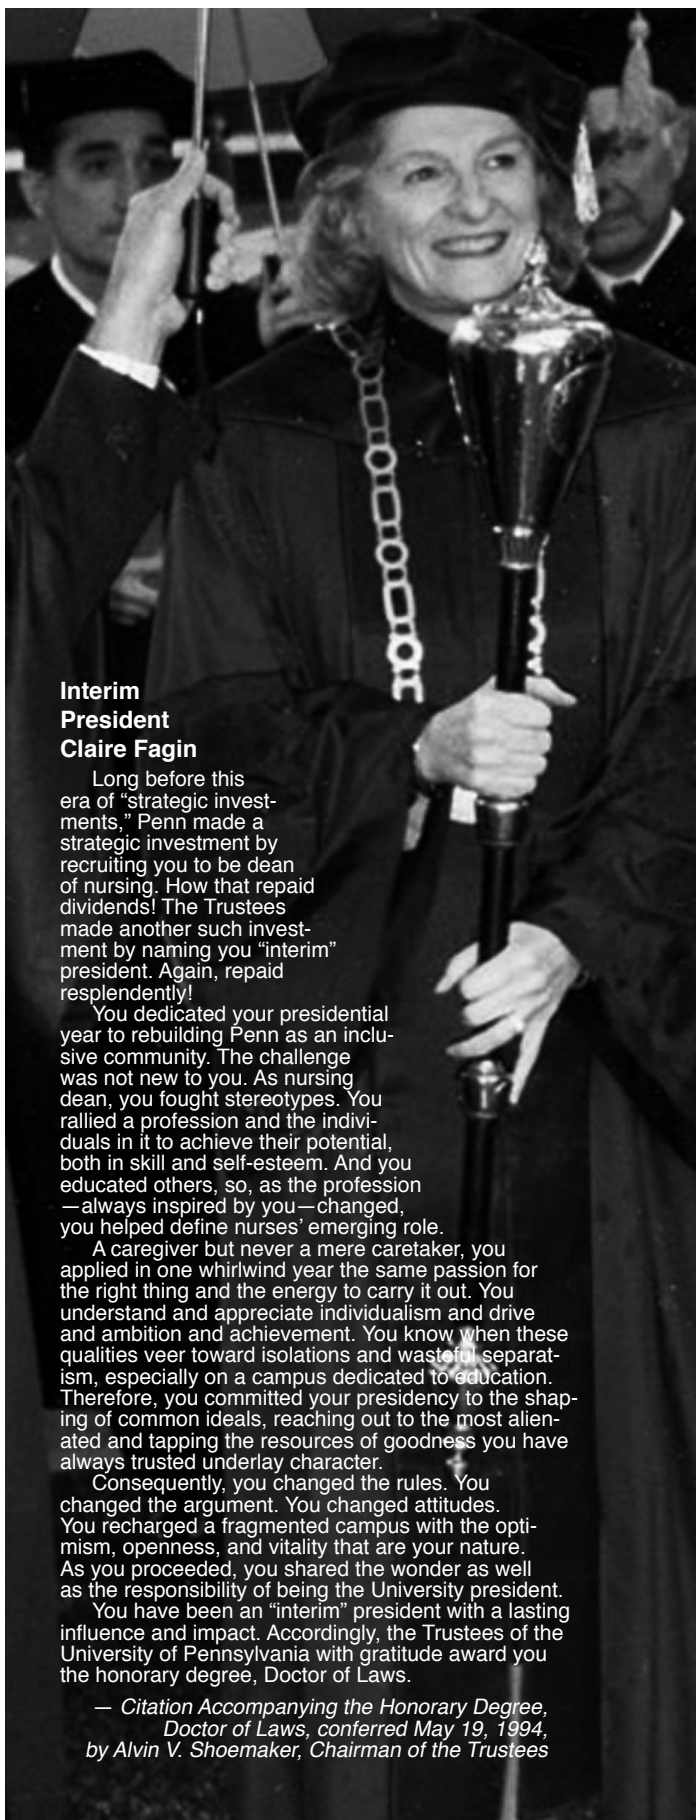 Interim
President
Claire Fagin
Long before this
era of “strategic invest-
ments,” Penn made a
strategic investment by
recruiting you to be dean
of nursing. How that repaid
dividends! The Trustees
made another such invest-
ment by naming you “interim”
president. Again, repaid
resplendently!
You dedicated your presidential
year to rebuilding Penn as an inclu-
sive community. The challenge
was not new to you. As nursing
dean, you fought stereotypes. You
rallied a profession and the indivi-
duals in it to achieve their potential,
both in skill and self-esteem. And you
educated others, so, as the profession
—always inspired by you—changed,
you helped define nurses’ emerging role.
A caregiver but never a mere caretaker, you
applied in one whirlwind year the same passion for
the right thing and the energy to carry it out. You
understand and appreciate individualism and drive
and ambition and achievement. You know when these
qualities veer toward isolations and wasteful separat-
ism, especially on a campus dedicated to education.
Therefore, you committed your presidency to the shap-
ing of common ideals, reaching out to the most alien-
ated and tapping the resources of goodness you have
always trusted underlay character.
Consequently, you changed the rules. You
changed the argument. You changed attitudes.
You recharged a fragmented campus with the opti-
mism, openness, and vitality that are your nature.
As you proceeded, you shared the wonder as well
as the responsibility of being the University president.
You have been an “interim” president with a lasting
influence and impact. Accordingly, the Trustees of the
University of Pennsylvania with gratitude award you
the honorary degree, Doctor of Laws.
— Citation Accompanying the Honorary Degree,
Doctor of Laws, conferred May 19, 1994,
by Alvin V. Shoemaker, Chairman of the Trustees